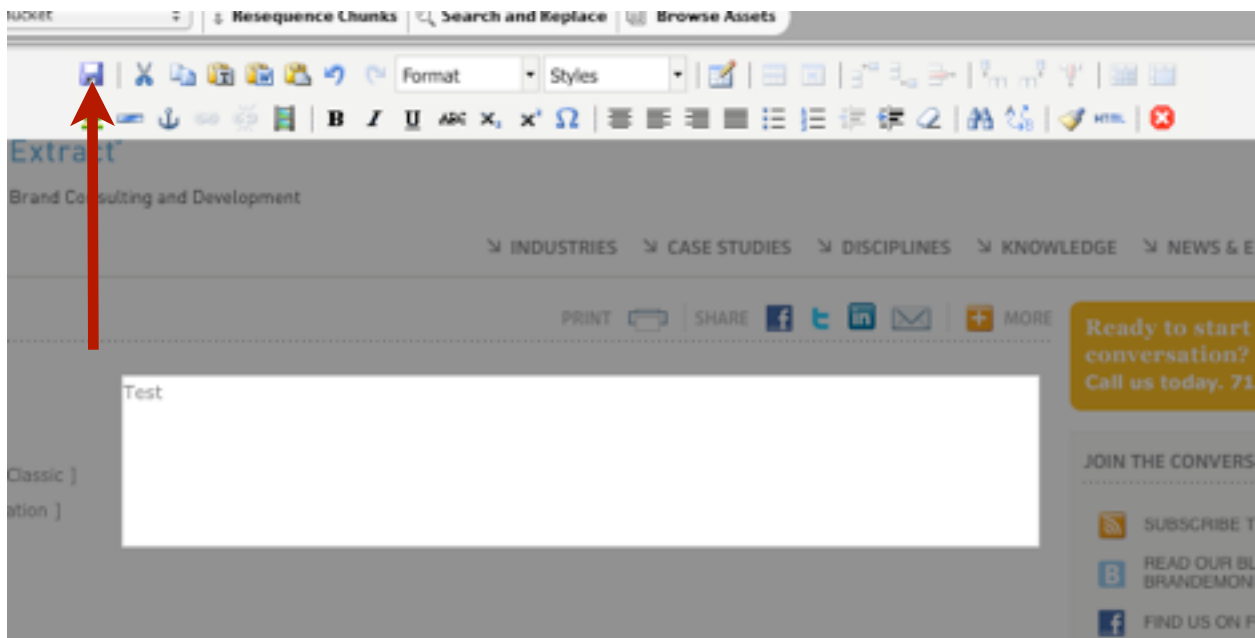 Resequence Chunks Search and Replace Browse Assets
Format Styles
B I U ABC X, x² Ω HTML
Extract
Brand Consulting and Development
INDUSTRIES CASE STUDIES DISCIPLINES KNOWLEDGE NEWS & E
PRINT SHARE MORE
Ready to start
conversation?
Call us today. 71
Test
JOIN THE CONVERS
Classic ]
ation ]
SUBSCRIBE T
READ OUR BL
BRANDEMON
FIND US ON F